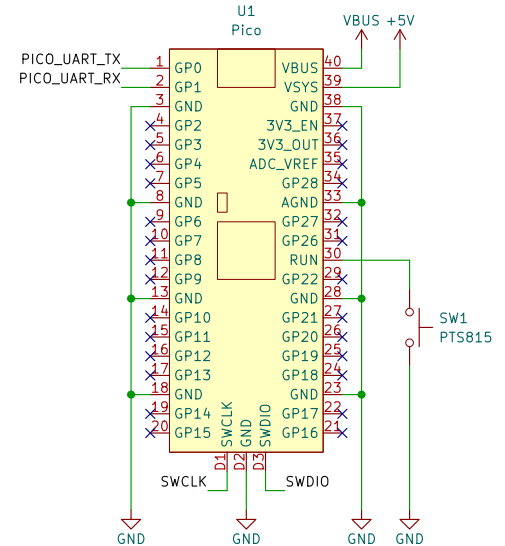 U1
Pico
VBUS +5V
PICO_UART_TX 1 GP0 VBUS 40
PICO_UART_RX 2 GP1 VSYS 39
3 GND GND 38
4 GP2 3V3_EN 37
5 GP3 3V3_OUT 36
6 GP4 ADC_VREF 35
7 GP5 GP28 34
8 GND AGND 33
9 GP6 GP27 32
10 GP7 GP26 31
11 GP8 RUN 30
12 GP9 GP22 29
13 GND GND 28
14 GP10 GP21 27
15 GP11 GP20 26
16 GP12 GP19 25
17 GP13 GP18 24
18 GND GND 23
19 GP14 GP17 22
20 GP15 GP16 21
SW1
PTS815
SWCLK GND SWDIO
D1 D2 D3
SWCLK SWDIO
GND GND GND GND